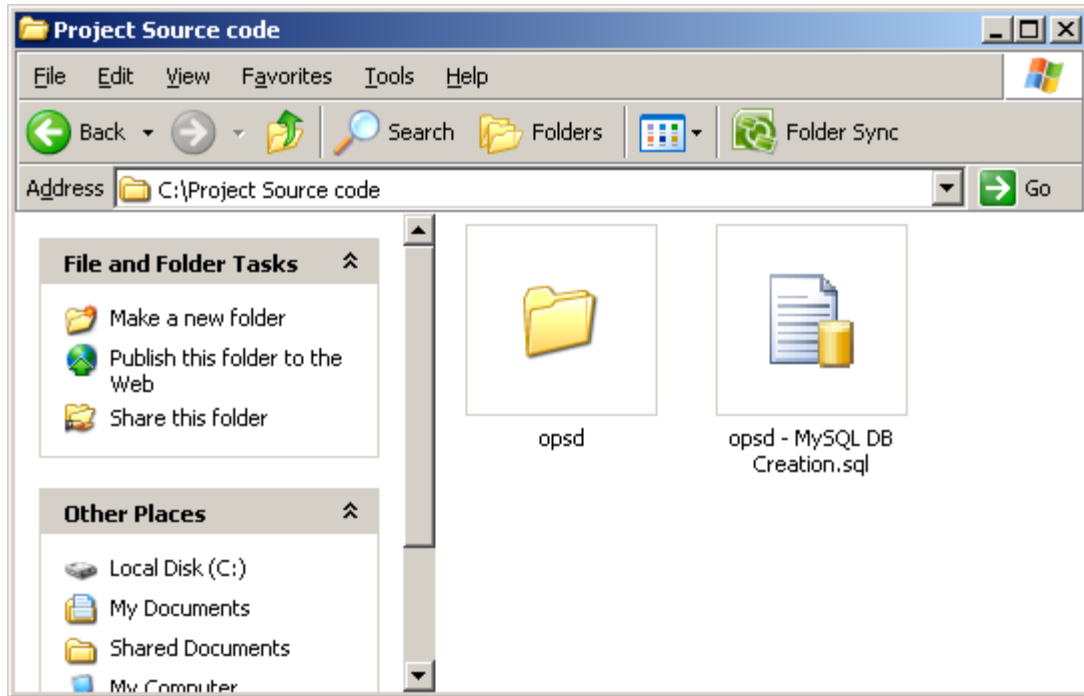 Project Source code
File Edit View Favorites Tools Help
Back Search Folders Folder Sync
Address C:\Project Source code Go
File and Folder Tasks
Make a new folder
Publish this folder to the
Web
Share this folder
Other Places
Local Disk (C:)
My Documents
Shared Documents
My Computer
opsd
opsd - MySQL DB
Creation.sql